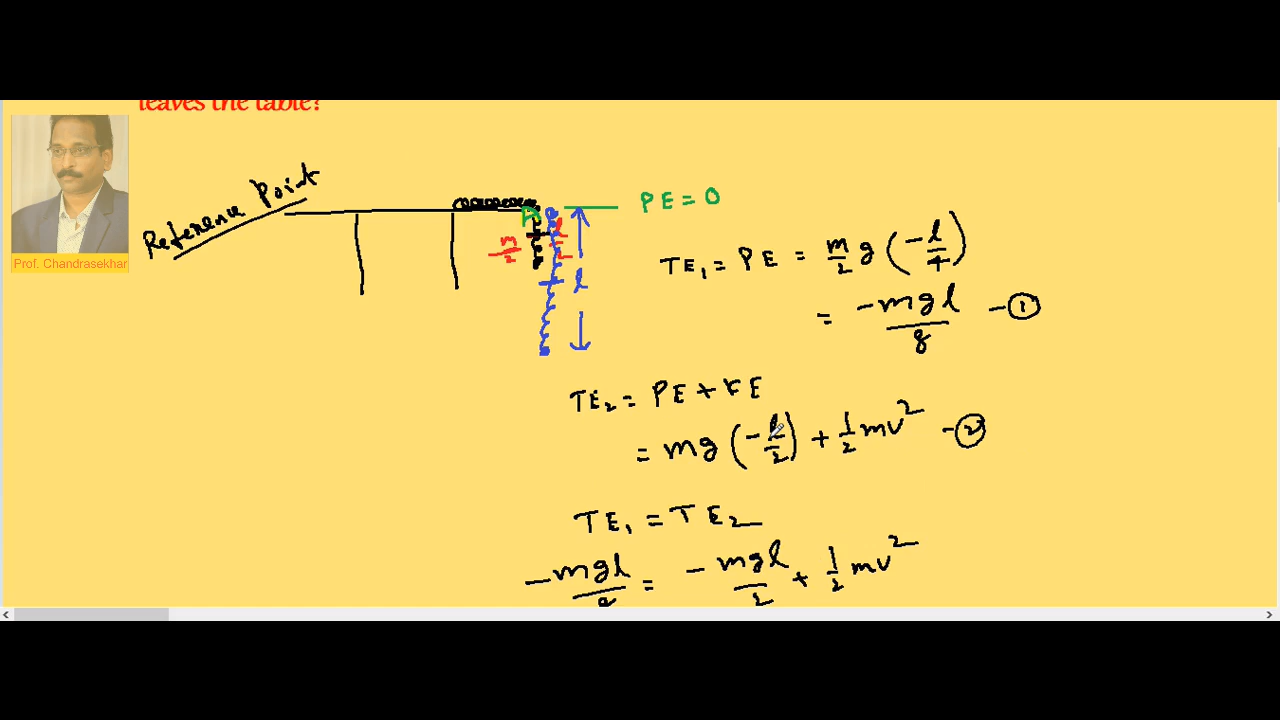 leaves the table?
Prof. Chandrasekhar
Reference Point
PE = 0
m/2
l/2
l
TE₁ = PE = m/2 g (-l/4)
= -mgl/8 - ①
TE₂ = PE + KE
= mg (-l/2) + 1/2 mv² - ②
TE₁ = TE₂
-mgl/8 = -mgl/2 + 1/2 mv²